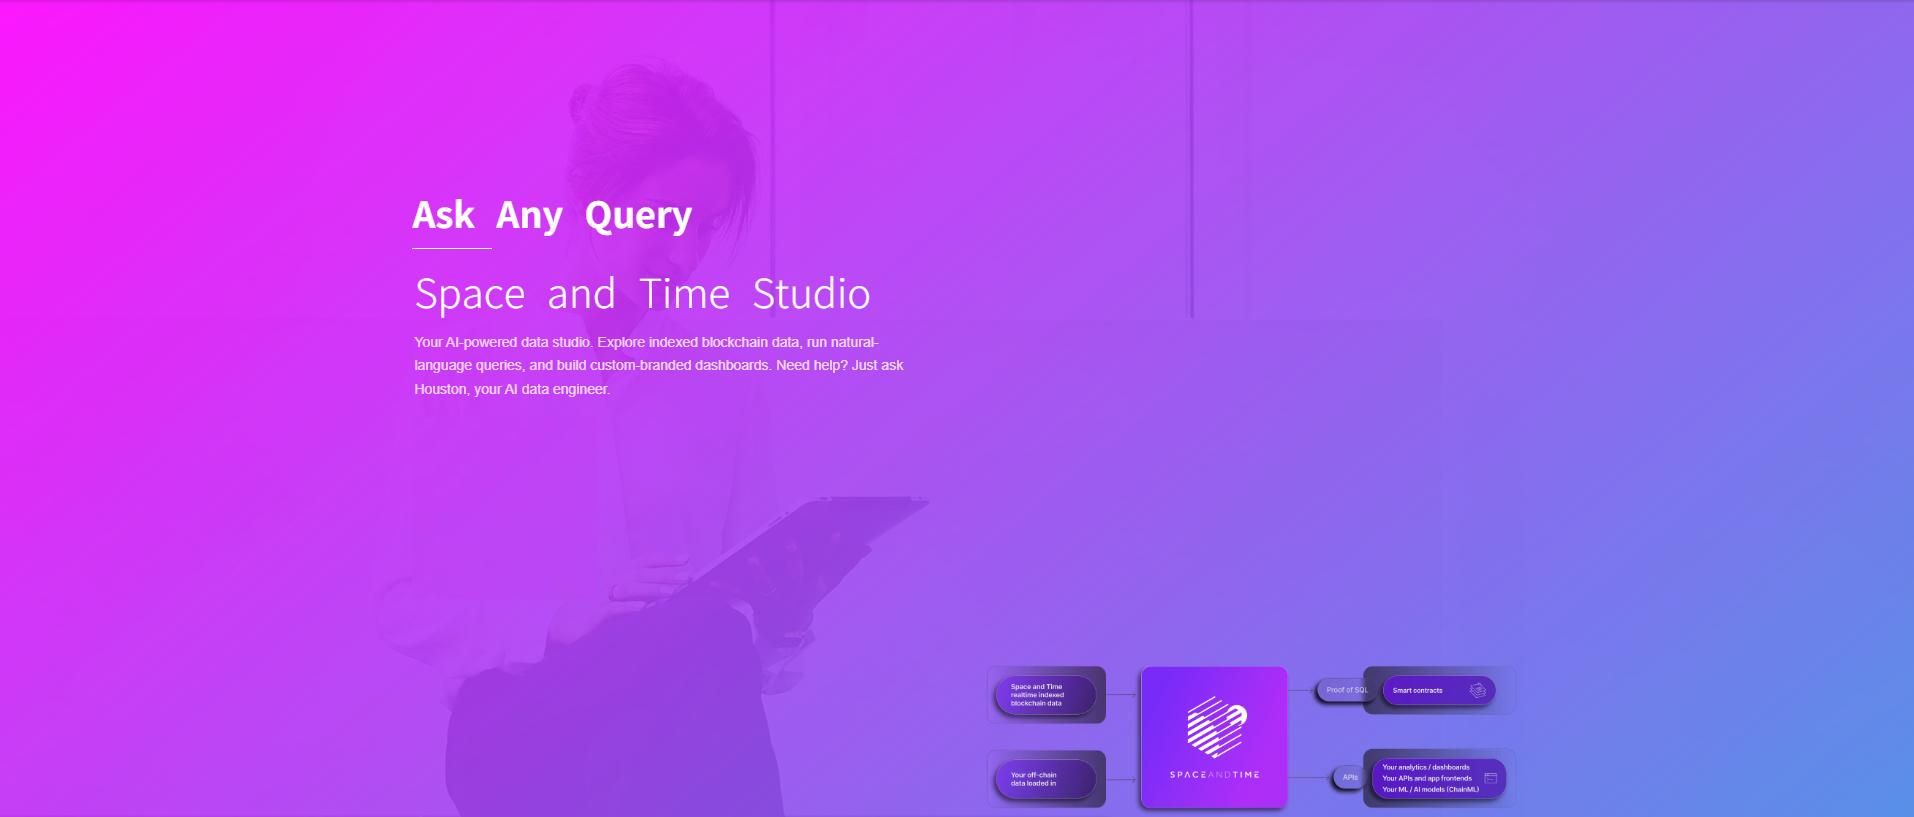 Ask Any Query
Space and Time Studio
Your AI-powered data studio. Explore indexed blockchain data, run natural-
language queries, and build custom-branded dashboards. Need help? Just ask
Houston, your AI data engineer.
Space and Time
realtime indexed
blockchain data
Your off-chain
data loaded in
SPACEANDTIME
Proof of SQL
Smart contracts
APIs
Your analytics / dashboards
Your APIs and app frontends
Your ML / AI models (ChainML)